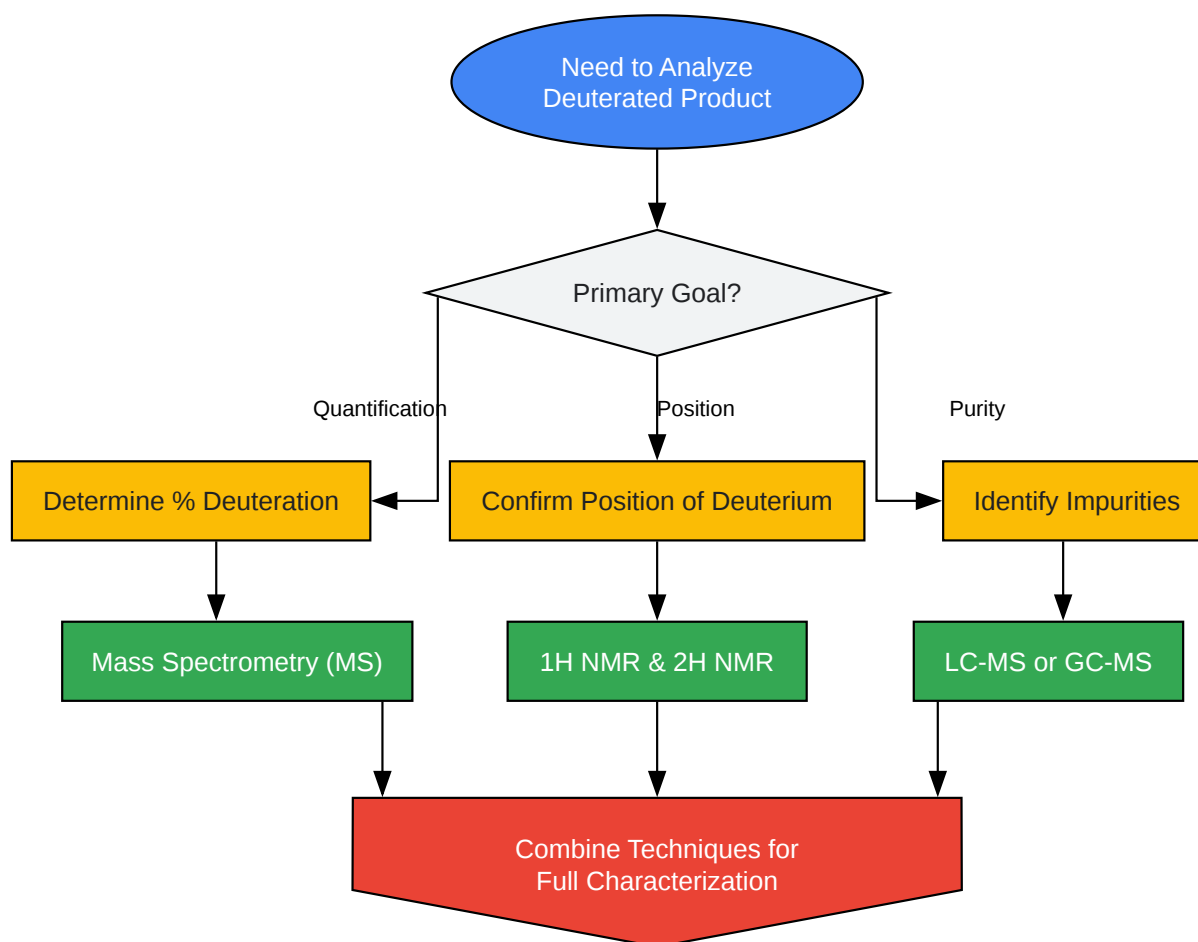 Need to Analyze
Deuterated Product
Primary Goal?
Quantification
Position
Purity
Determine % Deuteration
Confirm Position of Deuterium
Identify Impurities
Mass Spectrometry (MS)
1H NMR & 2H NMR
LC-MS or GC-MS
Combine Techniques for
Full Characterization